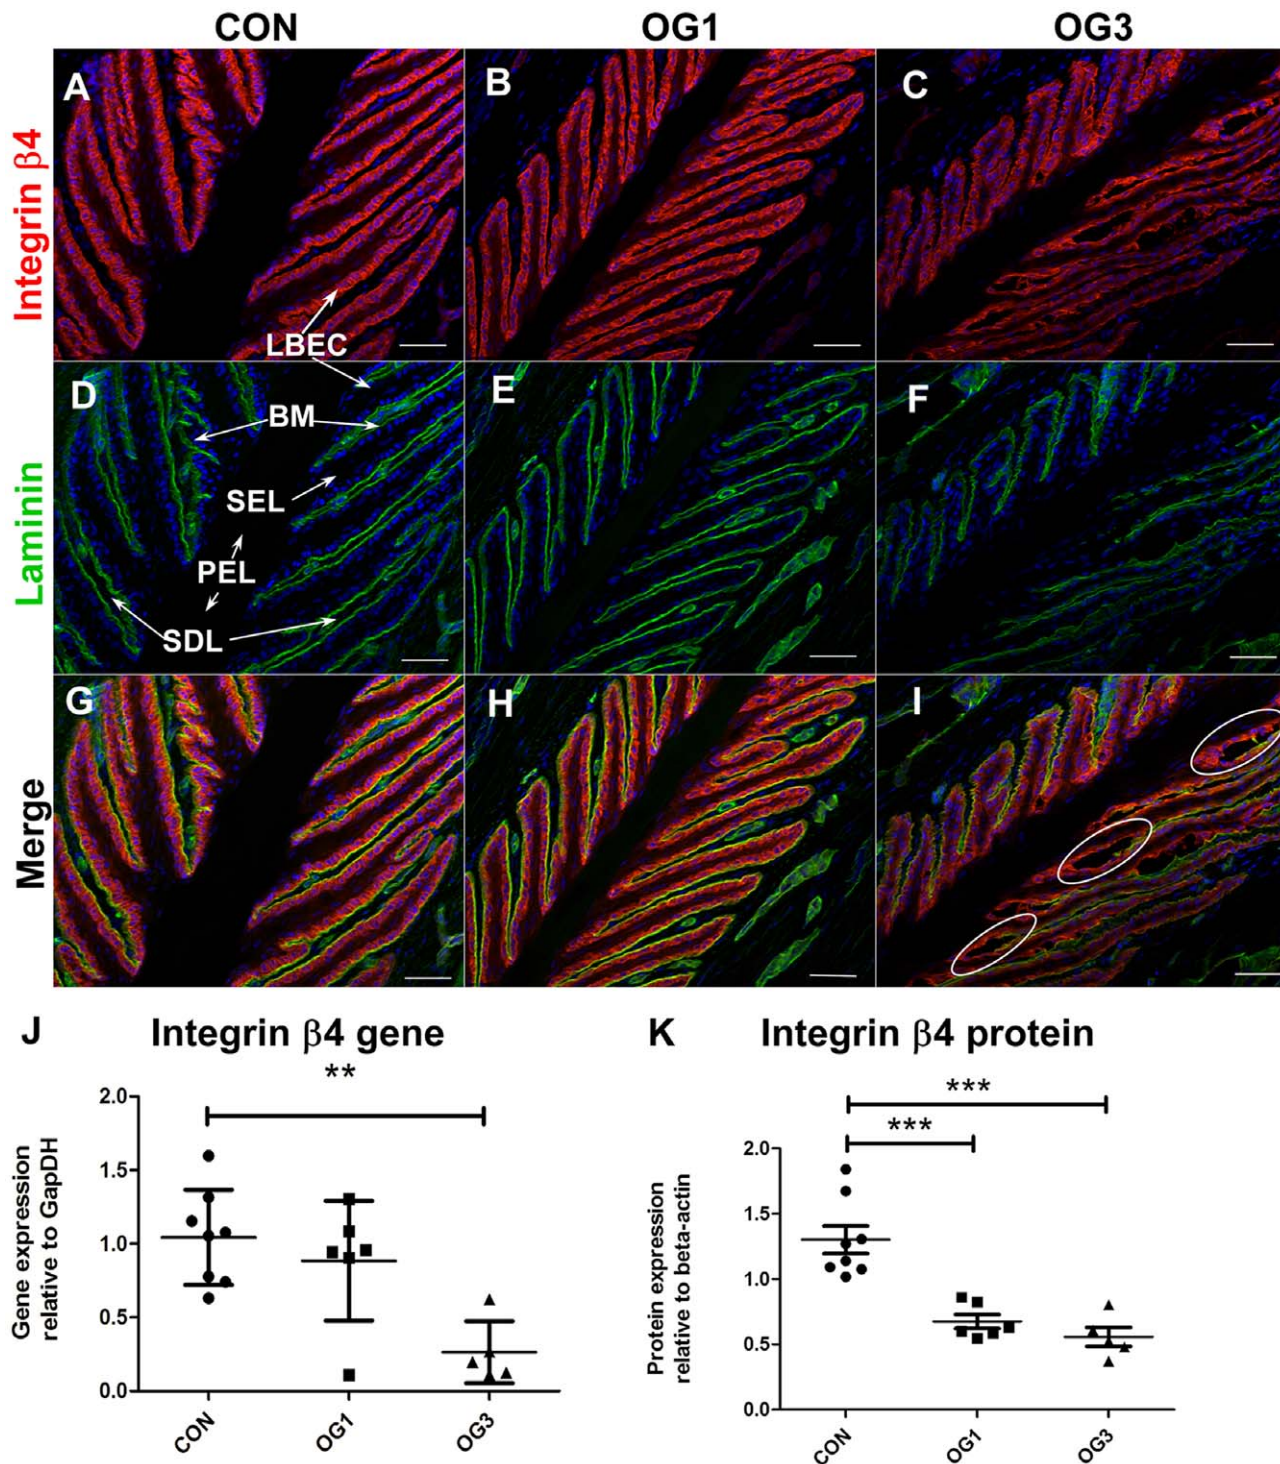 CON OG1 OG3
Integrin β4
A B C
LBEC
Laminin
D E F
BM
SEL
PEL
SDL
Merge
G H I
J Integrin β4 gene
**
Gene expression
relative to GapDH
2.0
1.5
1.0
0.5
0.0
CON OG1 OG3
K Integrin β4 protein
***
***
Protein expression
relative to beta-actin
2.0
1.5
1.0
0.5
0.0
CON OG1 OG3